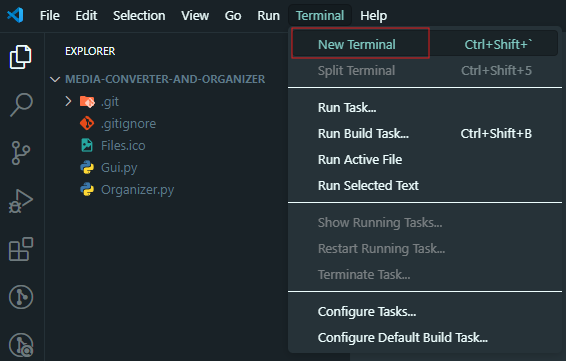 File Edit Selection View Go Run Terminal Help
EXPLORER
MEDIA-CONVERTER-AND-ORGANIZER
.git
.gitignore
Files.ico
Gui.py
Organizer.py
New Terminal Ctrl+Shift+`
Split Terminal Ctrl+Shift+5
Run Task...
Run Build Task... Ctrl+Shift+B
Run Active File
Run Selected Text
Show Running Tasks...
Restart Running Task...
Terminate Task...
Configure Tasks...
Configure Default Build Task...